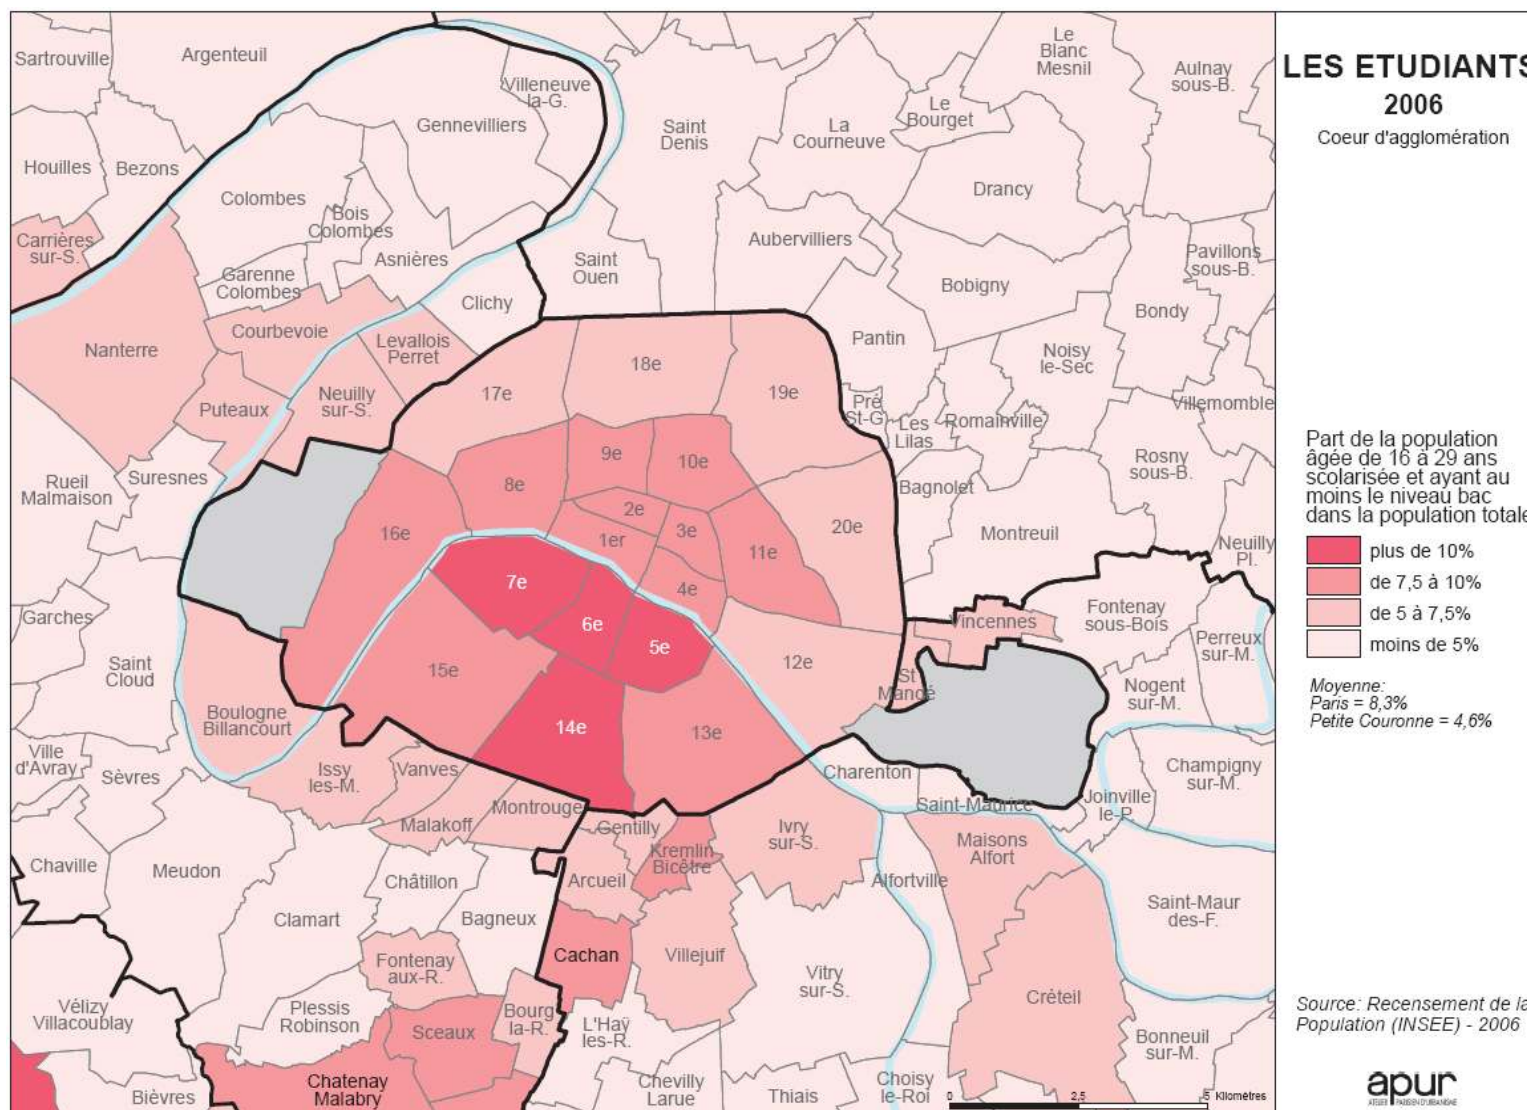 LES ETUDIANTS
2006
Coeur d'agglomération
Part de la population
âgée de 16 à 29 ans
scolarisée et ayant au
moins le niveau bac
dans la population totale
plus de 10%
de 7,5 à 10%
de 5 à 7,5%
moins de 5%
Moyenne:
Paris = 8,3%
Petite Couronne = 4,6%
Source: Recensement de la
Population (INSEE) - 2006
apur
ATELIER PARISIEN D'URBANISME
Sartrouville
Argenteuil
Villeneuve
la-G.
Gennevilliers
Saint
Denis
La
Courneuve
Le
Bourget
Le
Blanc
Mesnil
Aulnay
sous-B.
Houilles
Bezons
Colombes
Bois
Colombes
Drancy
Carrières
sur-S.
Garenne
Colombes
Asnières
Saint
Ouen
Aubervilliers
Bobigny
Pavillons
sous-B.
Clichy
Bondy
Nanterre
Courbevoie
Levallois
Perret
Pantin
Noisy
le-Sec
Puteaux
Neuilly
sur-S.
17e
18e
19e
Pré
St-G.
Les
Lilas
Romainville
Villemomble
Rueil
Malmaison
Suresnes
8e
9e
10e
Bagnolet
Rosny
sous-B.
16e
2e
1er
3e
11e
20e
Montreuil
Neuilly
Pl.
4e
7e
6e
5e
Garches
Saint
Cloud
15e
12e
Vincennes
Fontenay
sous-Bois
Perreux
sur-M.
St
Mandé
Nogent
sur-M.
Boulogne
Billancourt
14e
13e
Ville
d'Avray
Sèvres
Issy
les-M.
Vanves
Charenton
Champigny
sur-M.
Montrouge
Saint-Maurice
Joinville
le-P.
Malakoff
Gentilly
Kremlin
Bicêtre
Ivry
sur-S.
Maisons
Alfort
Chaville
Meudon
Châtillon
Arcueil
Alfortville
Clamart
Bagneux
Saint-Maur
des-F.
Fontenay
aux-R.
Cachan
Villejuif
Vitry
sur-S.
Créteil
Vélizy
Villacoublay
Plessis
Robinson
Sceaux
Bourg
la-R.
L'Haÿ
les-R.
Bonneuil
sur-M.
Bièvres
Chatenay
Malabry
Chevilly
Larue
Thiais
Choisy
le-Roi
0 2,5 5 Kilomètres